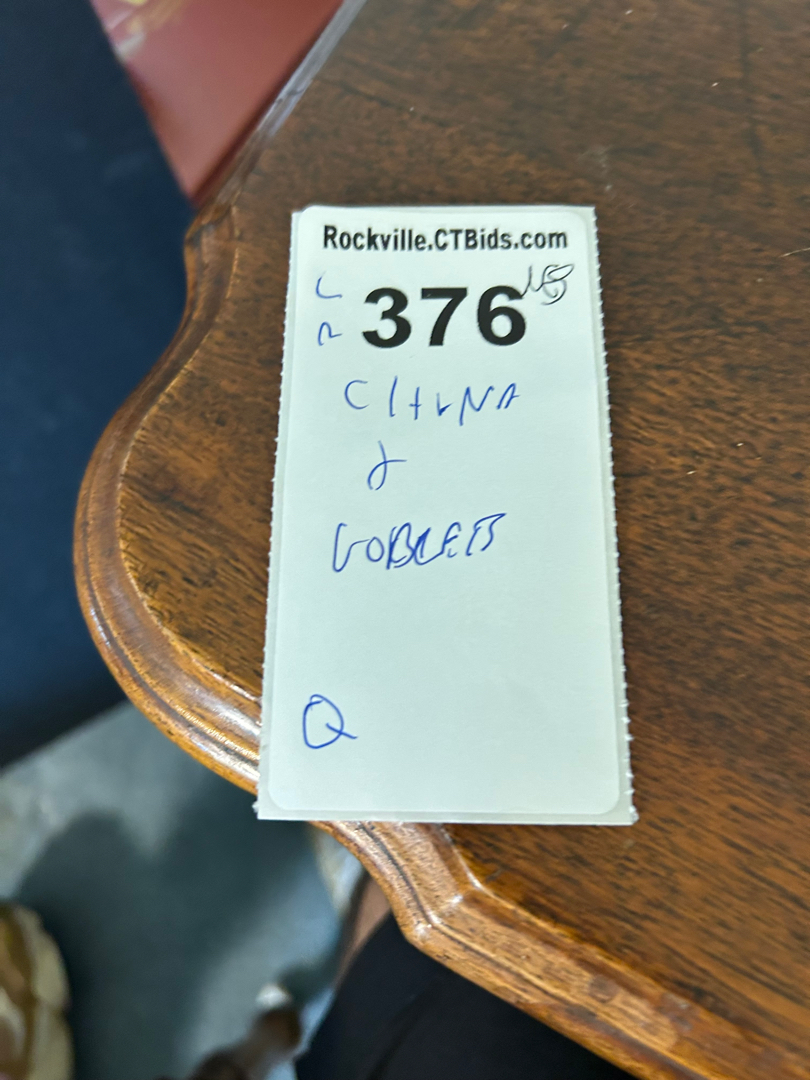 Rockville.CTBids.com
376
CHINA
&
GOBLETS
Q